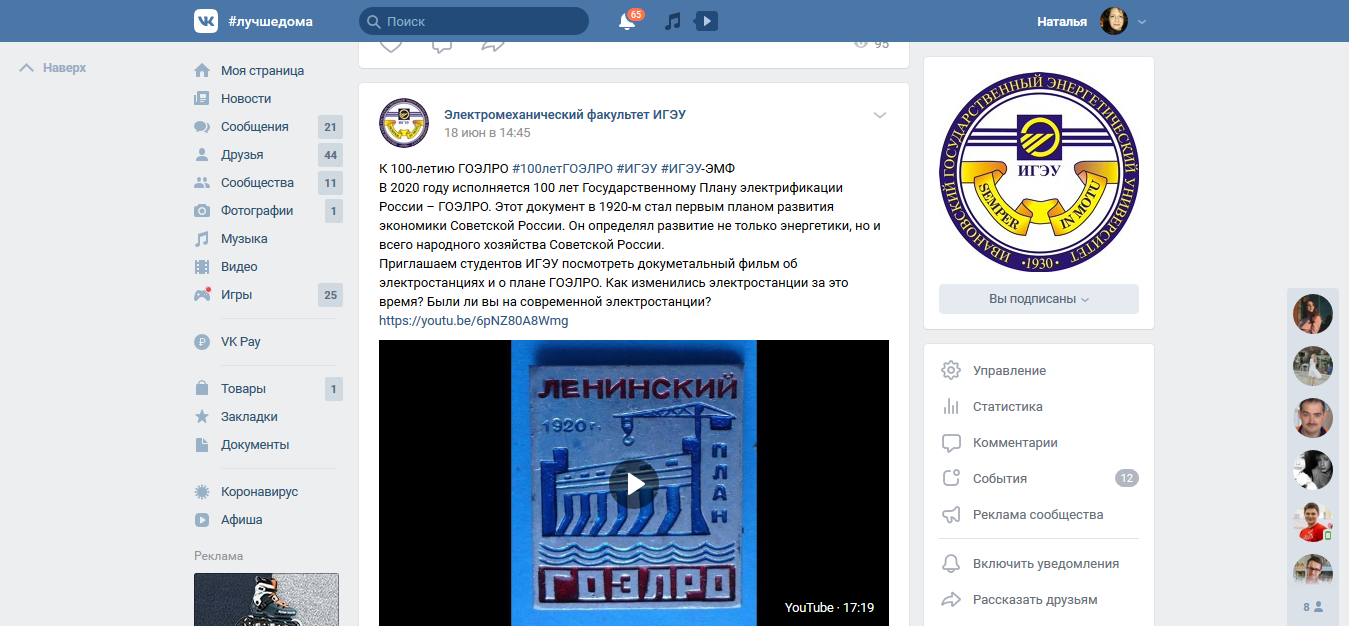 #лучшедома
Поиск
65
Наталья
Наверх
Моя страница
Новости
Сообщения 21
Друзья 44
Сообщества 11
Фотографии 1
Музыка
Видео
Игры 25
VK Pay
Товары 1
Закладки
Документы
Коронавирус
Афиша
Реклама
95
Электромеханический факультет ИГЭУ
18 июн в 14:45
К 100-летию ГОЭЛРО #100летГОЭЛРО #ИГЭУ #ИГЭУ-ЭМФ
В 2020 году исполняется 100 лет Государственному Плану электрификации
России – ГОЭЛРО. Этот документ в 1920-м стал первым планом развития
экономики Советской России. Он определял развитие не только энергетики, но и
всего народного хозяйства Советской России.
Приглашаем студентов ИГЭУ посмотреть докуметальный фильм об
электростанциях и о плане ГОЭЛРО. Как изменились электростанции за это
время? Были ли вы на современной электростанции?
https://youtu.be/6pNZ80A8Wmg
ЛЕНИНСКИЙ
1920г.
ПЛАН
ГОЭЛРО
YouTube · 17:19
ИВАНОВСКИЙ ГОСУДАРСТВЕННЫЙ ЭНЕРГЕТИЧЕСКИЙ УНИВЕРСИТЕТ
ИГЭУ
SEMPER IN MOTU
·1930·
Вы подписаны
Управление
Статистика
Комментарии
События 12
Реклама сообщества
Включить уведомления
Рассказать друзьям
8